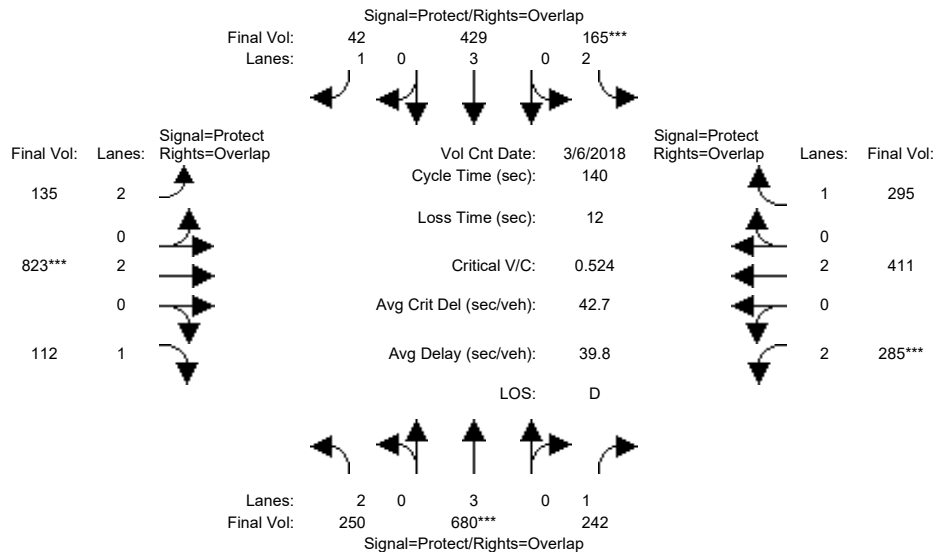 Signal=Protect/Rights=Overlap
Final Vol: 42 429 165***
Lanes: 1 0 3 0 2
Signal=Protect
Final Vol: Lanes: Rights=Overlap
Vol Cnt Date: 3/6/2018
Signal=Protect
Rights=Overlap Lanes: Final Vol:
Cycle Time (sec): 140
135 2
1 295
Loss Time (sec): 12
0
0
823*** 2
Critical V/C: 0.524
2 411
0
Avg Crit Del (sec/veh): 42.7
0
112 1
Avg Delay (sec/veh): 39.8
2 285***
LOS: D
Lanes: 2 0 3 0 1
Final Vol: 250 680*** 242
Signal=Protect/Rights=Overlap